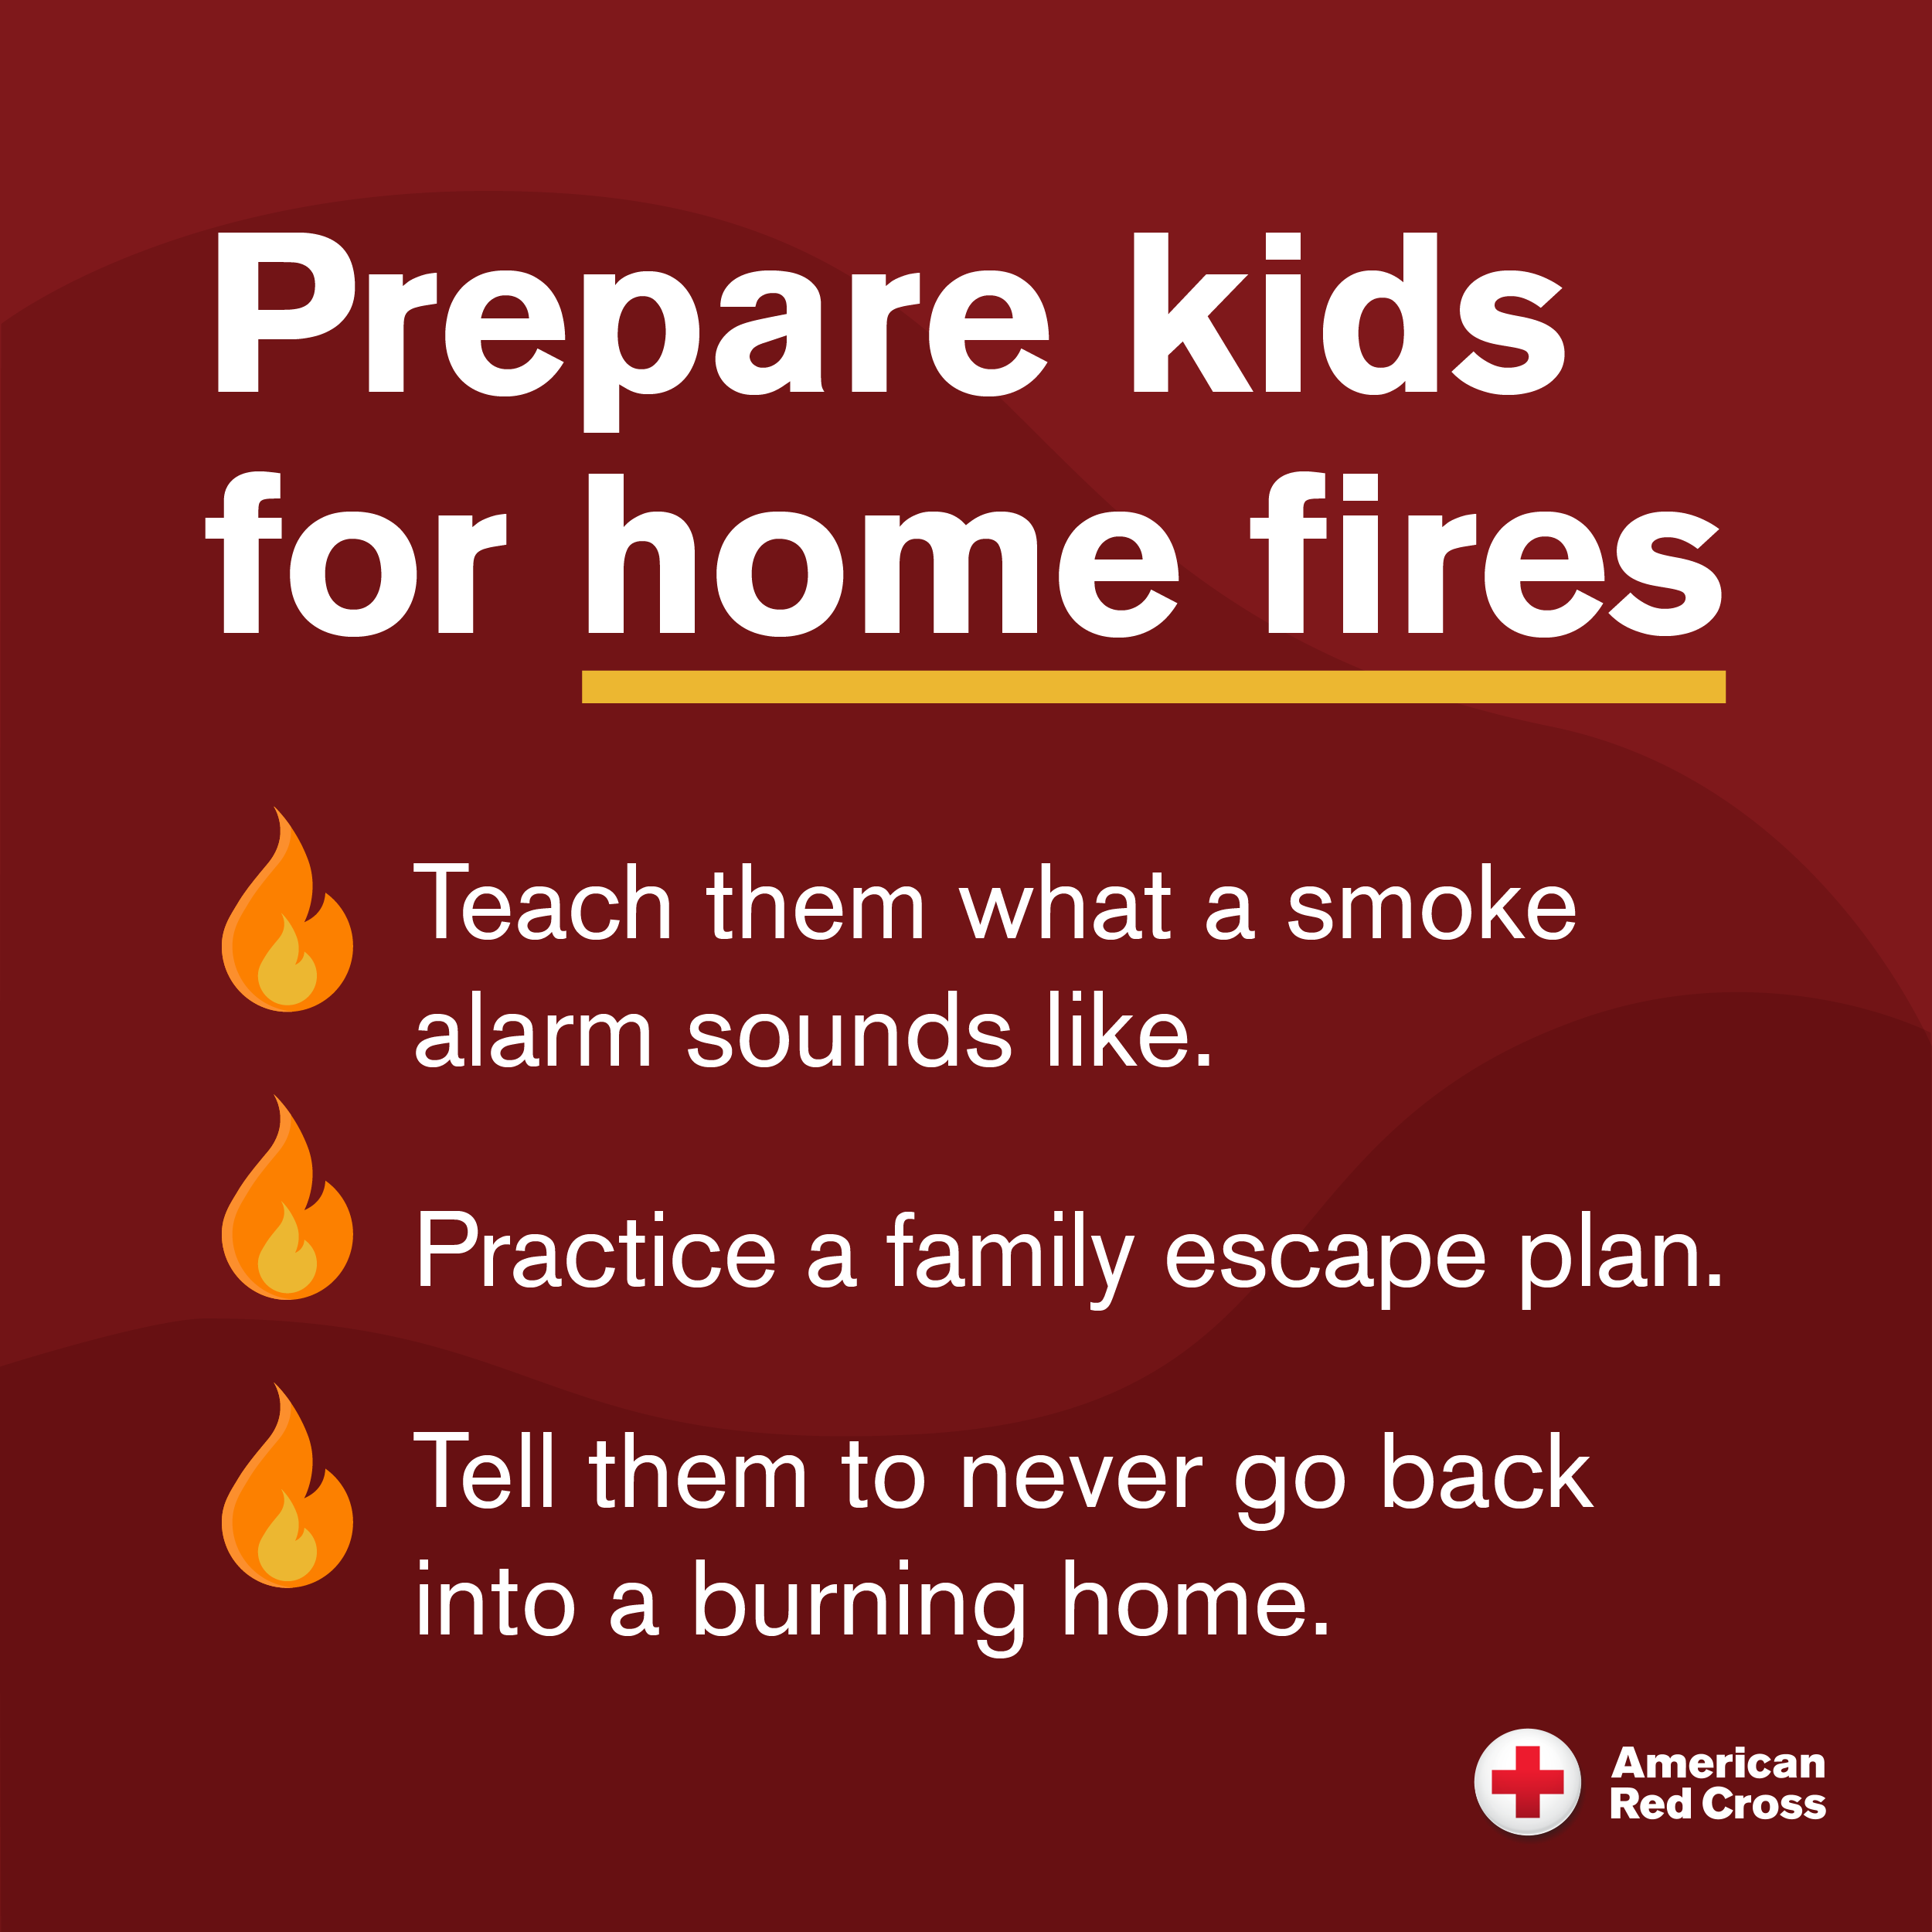 Prepare kids
for home fires
Teach them what a smoke
alarm sounds like.
Practice a family escape plan.
Tell them to never go back
into a burning home.
American
Red Cross